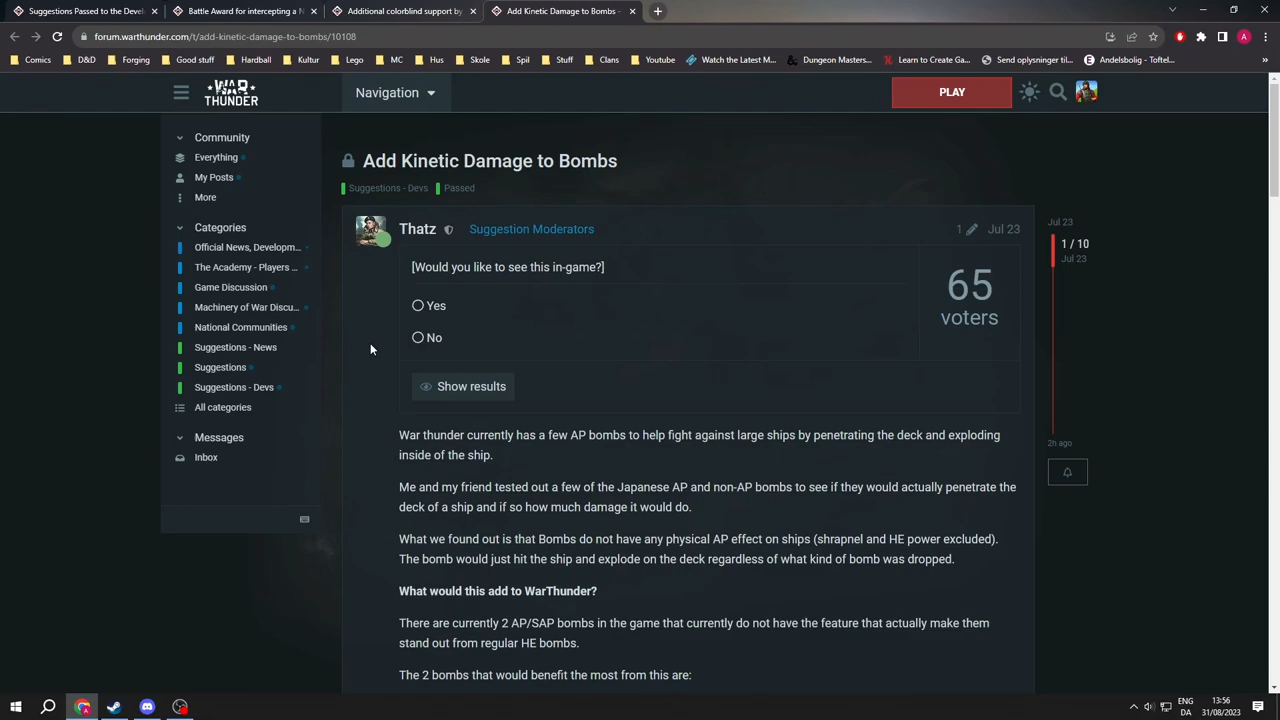 Suggestions Passed to the Develo
Battle Award for intercepting a N
Additional colorblind support by
Add Kinetic Damage to Bombs -
forum.warthunder.com/t/add-kinetic-damage-to-bombs/10108
A
Comics
D&D
Forging
Good stuff
Hardball
Kultur
Lego
MC
Hus
Skole
Spil
Stuff
Clans
Youtube
Watch the Latest M...
Dungeon Masters...
Learn to Create Ga...
Send oplysninger til...
Andelsbolig - Toftel...
»
WAR THUNDER
Navigation
PLAY
Community
Everything
My Posts
More
Categories
Official News, Developm...
The Academy - Players ...
Game Discussion
Machinery of War Discu...
National Communities
Suggestions - News
Suggestions
Suggestions - Devs
All categories
Messages
Inbox
Add Kinetic Damage to Bombs
Suggestions - Devs Passed
Thatz Suggestion Moderators 1 Jul 23
[Would you like to see this in-game?]
Yes
No
65
voters
Show results
War thunder currently has a few AP bombs to help fight against large ships by penetrating the deck and exploding
inside of the ship.
Me and my friend tested out a few of the Japanese AP and non-AP bombs to see if they would actually penetrate the
deck of a ship and if so how much damage it would do.
What we found out is that Bombs do not have any physical AP effect on ships (shrapnel and HE power excluded).
The bomb would just hit the ship and explode on the deck regardless of what kind of bomb was dropped.
What would this add to WarThunder?
There are currently 2 AP/SAP bombs in the game that currently do not have the feature that actually make them
stand out from regular HE bombs.
The 2 bombs that would benefit the most from this are:
Jul 23
1 / 10
Jul 23
2h ago
ENG
DA
13:56
31/08/2023